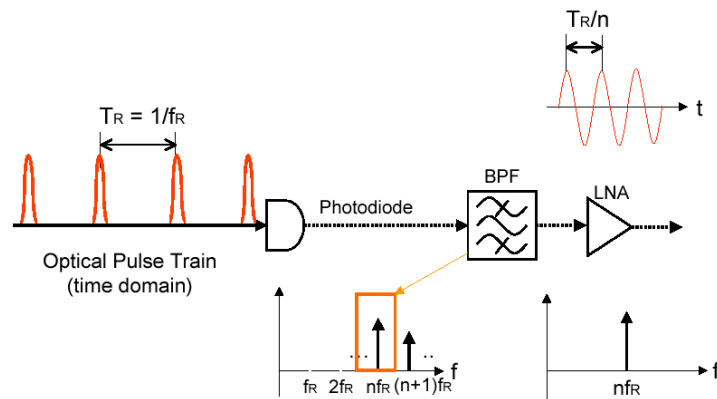 TR/n
t
TR = 1/fR
BPF
LNA
Photodiode
Optical Pulse Train
(time domain)
... ..
f
fR 2fR nfR (n+1)fR
f
nfR